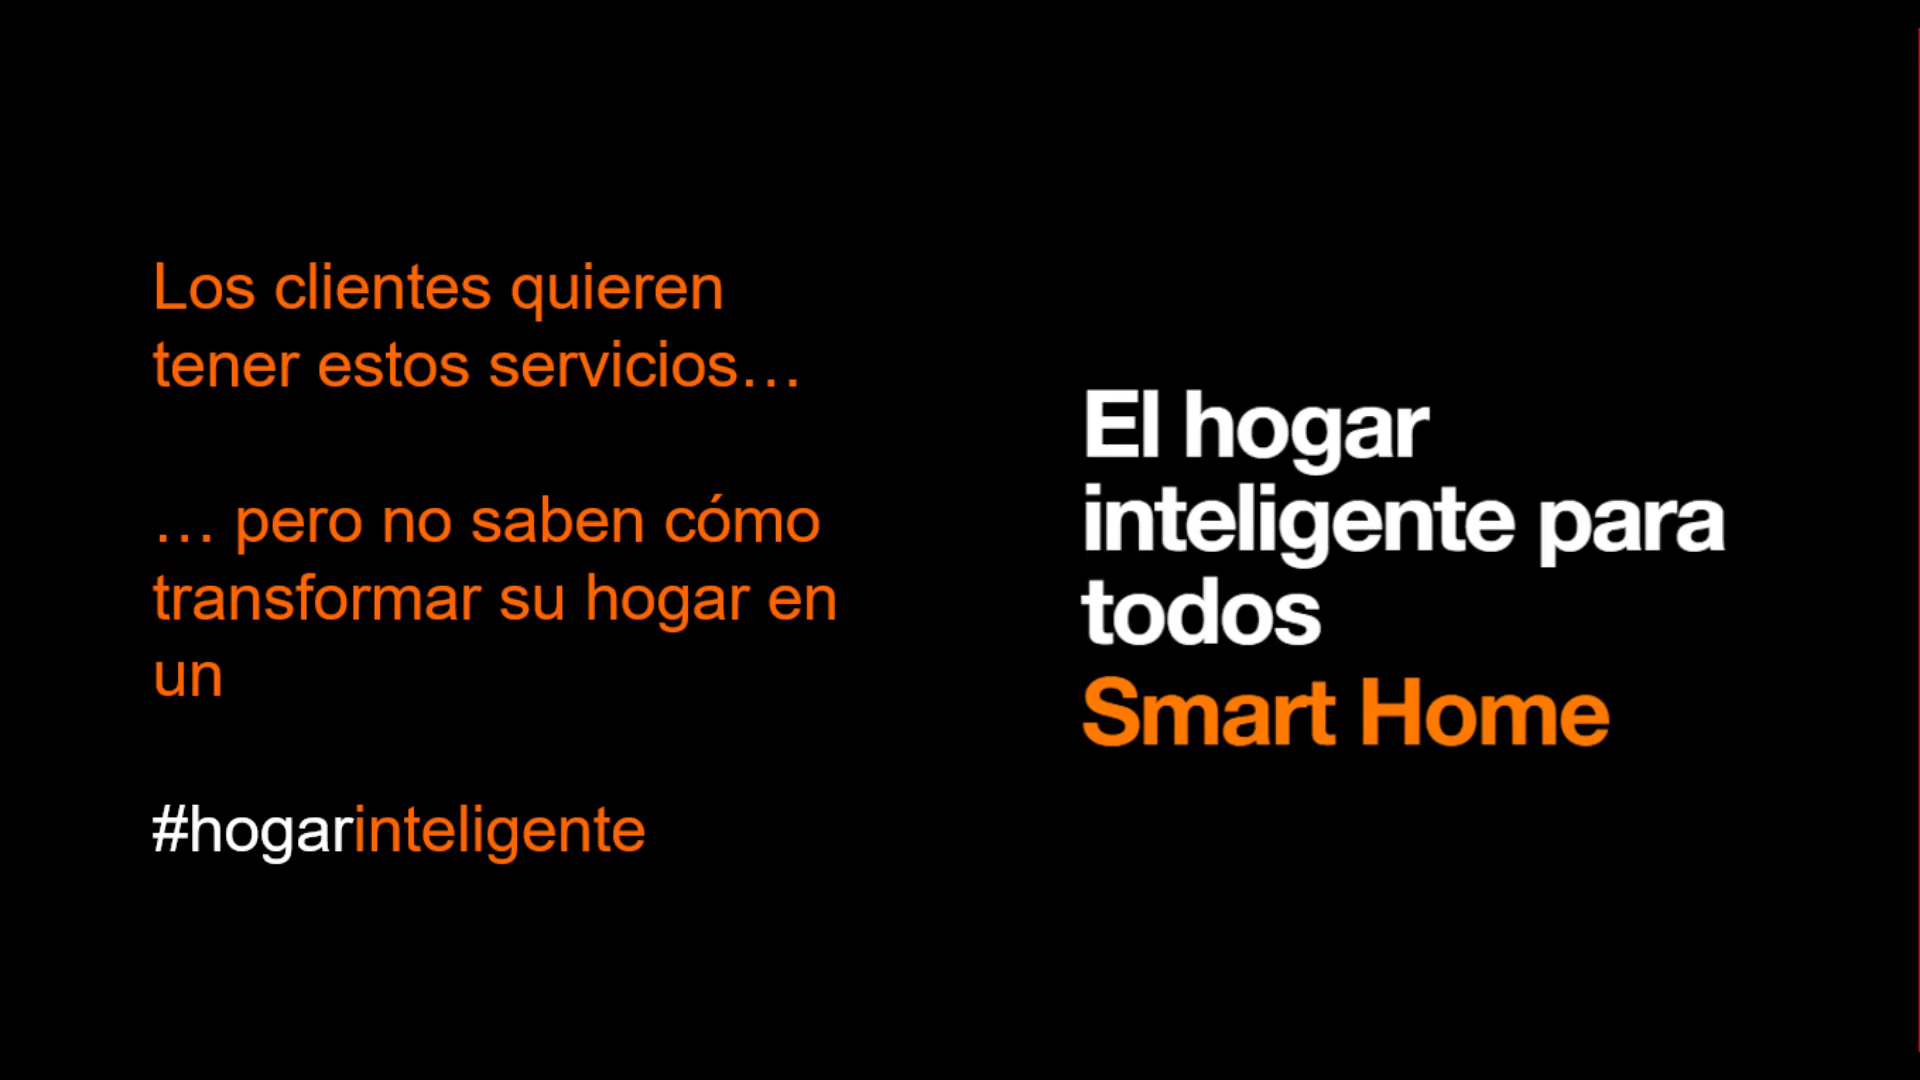 Los clientes quieren
tener estos servicios…
… pero no saben cómo
transformar su hogar en
un
#hogarinteligente
El hogar
inteligente para
todos
Smart Home